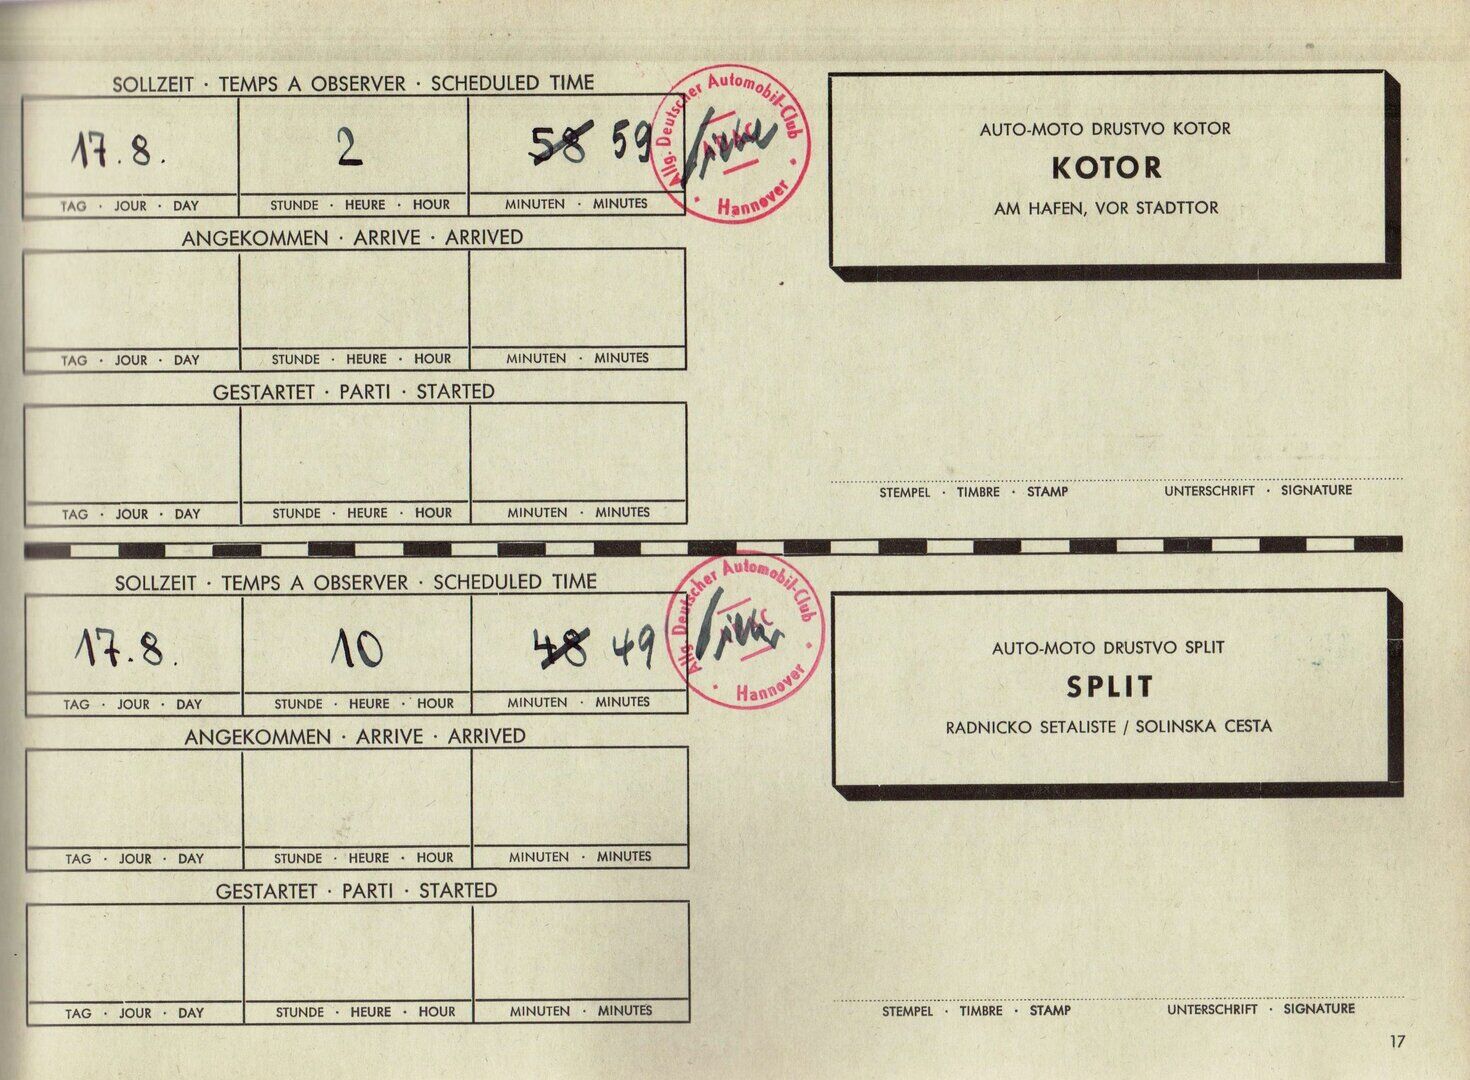 SOLLZEIT · TEMPS A OBSERVER · SCHEDULED TIME
17.8. 2 58 59
TAG · JOUR · DAY STUNDE · HEURE · HOUR MINUTEN · MINUTES
Allg. Deutscher Automobil-Club
ADAC
Hannover
AUTO-MOTO DRUSTVO KOTOR
KOTOR
AM HAFEN, VOR STADTTOR
ANGEKOMMEN · ARRIVE · ARRIVED
TAG · JOUR · DAY STUNDE · HEURE · HOUR MINUTEN · MINUTES
GESTARTET · PARTI · STARTED
TAG · JOUR · DAY STUNDE · HEURE · HOUR MINUTEN · MINUTES
STEMPEL · TIMBRE · STAMP UNTERSCHRIFT · SIGNATURE
SOLLZEIT · TEMPS A OBSERVER · SCHEDULED TIME
17.8. 10 48 49
TAG · JOUR · DAY STUNDE · HEURE · HOUR MINUTEN · MINUTES
Allg. Deutscher Automobil-Club
ADAC
Hannover
AUTO-MOTO DRUSTVO SPLIT
SPLIT
RADNICKO SETALISTE / SOLINSKA CESTA
ANGEKOMMEN · ARRIVE · ARRIVED
TAG · JOUR · DAY STUNDE · HEURE · HOUR MINUTEN · MINUTES
GESTARTET · PARTI · STARTED
TAG · JOUR · DAY STUNDE · HEURE · HOUR MINUTEN · MINUTES
STEMPEL · TIMBRE · STAMP UNTERSCHRIFT · SIGNATURE
17